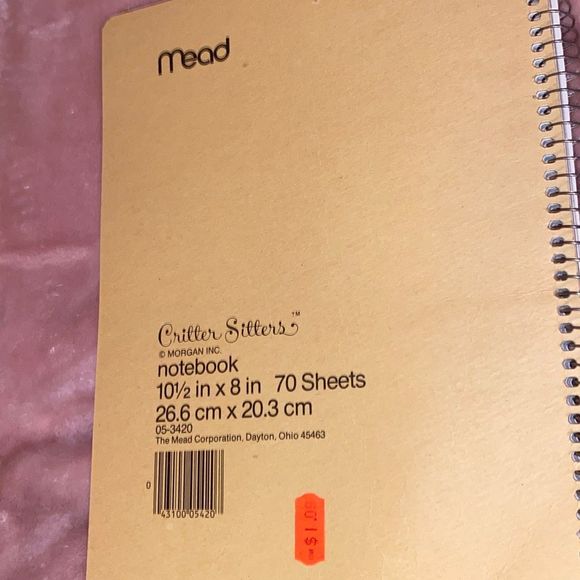 Mead
Critter Sitters™
© MORGAN INC.
notebook
10½ in x 8 in 70 Sheets
26.6 cm x 20.3 cm
05-3420
The Mead Corporation, Dayton, Ohio 45463
0 43100 05420
$1.09